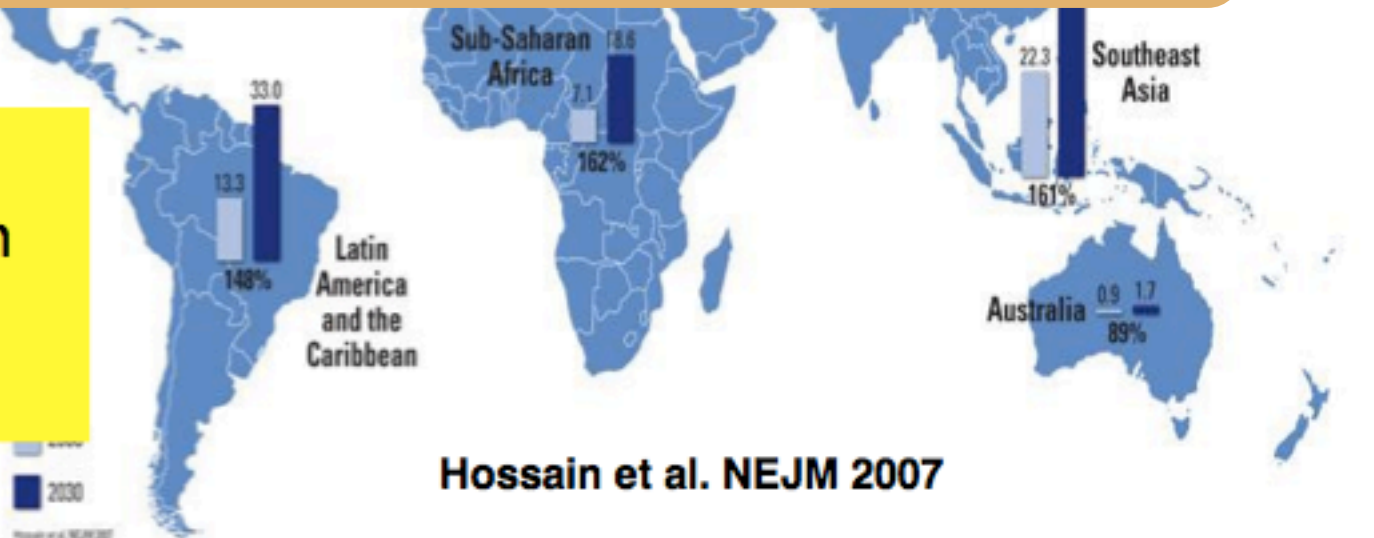 Sub-Saharan
Africa
18.6
7.1
162%
22.3
Southeast
Asia
161%
33.0
13.3
148%
Latin
America
and the
Caribbean
Australia
0.9
1.7
89%
n
2030
Hossain et al. NEJM 2007